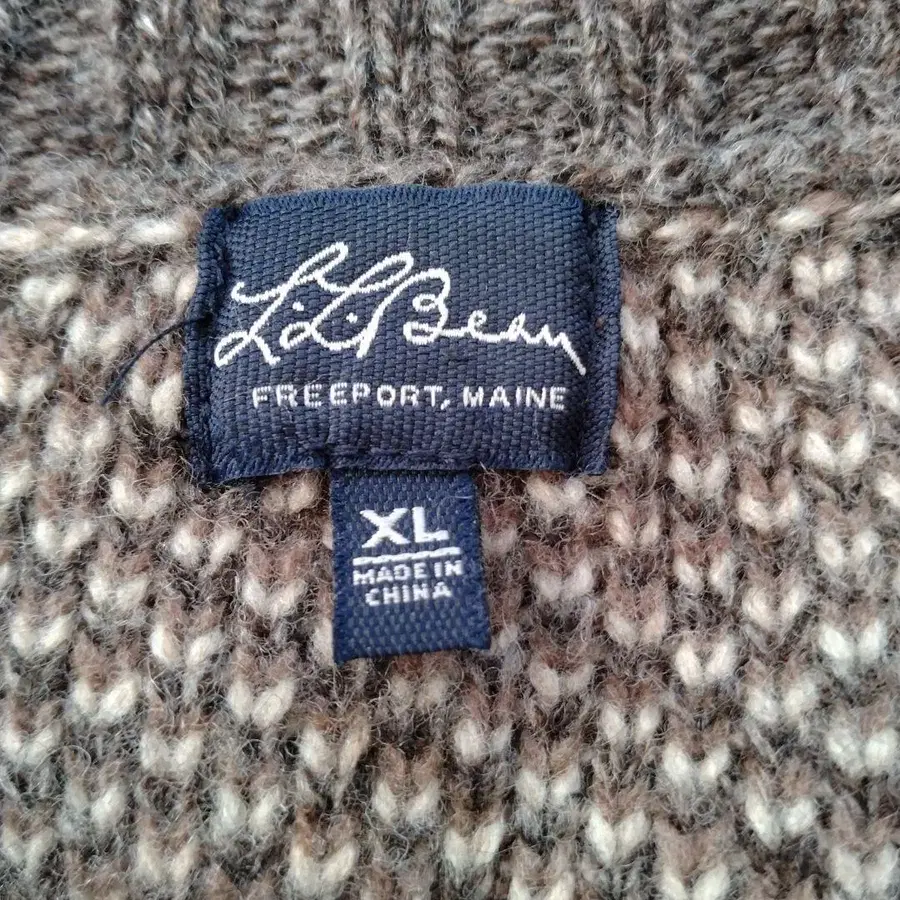 L.L.Bean
FREEPORT, MAINE
XL
MADE IN
CHINA